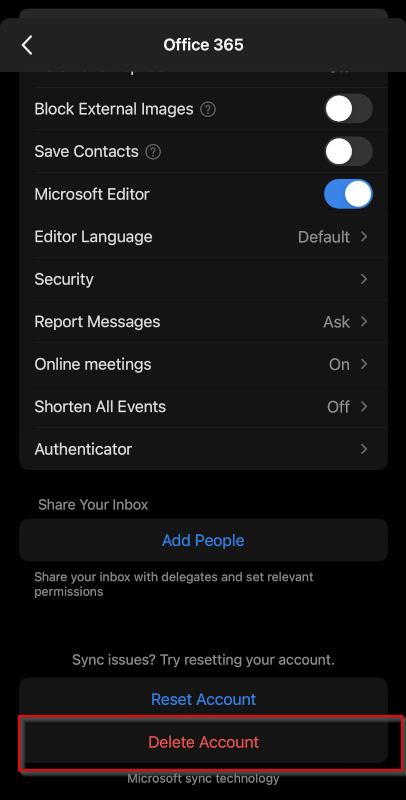 Office 365
Block External Images ?
Save Contacts ?
Microsoft Editor
Editor Language Default
Security
Report Messages Ask
Online meetings On
Shorten All Events Off
Authenticator
Share Your Inbox
Add People
Share your inbox with delegates and set relevant
permissions
Sync issues? Try resetting your account.
Reset Account
Delete Account
Microsoft sync technology